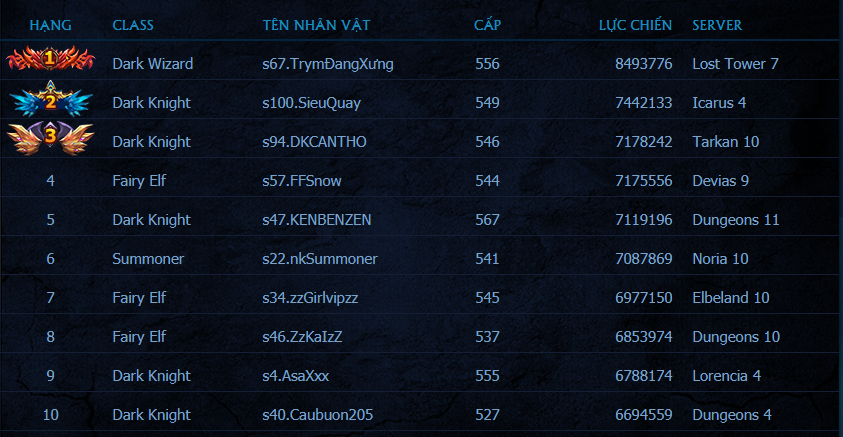 HẠNG CLASS TÊN NHÂN VẬT CẤP LỰC CHIẾN SERVER
1 Dark Wizard s67.TrymĐangXưng 556 8493776 Lost Tower 7
2 Dark Knight s100.SieuQuay 549 7442133 Icarus 4
3 Dark Knight s94.DKCANTHO 546 7178242 Tarkan 10
4 Fairy Elf s57.FFSnow 544 7175556 Devias 9
5 Dark Knight s47.KENBENZEN 567 7119196 Dungeons 11
6 Summoner s22.nkSummoner 541 7087869 Noria 10
7 Fairy Elf s34.zzGirlvipzz 545 6977150 Elbeland 10
8 Fairy Elf s46.ZzKaIzZ 537 6853974 Dungeons 10
9 Dark Knight s4.AsaXxx 555 6788174 Lorencia 4
10 Dark Knight s40.Caubuon205 527 6694559 Dungeons 4